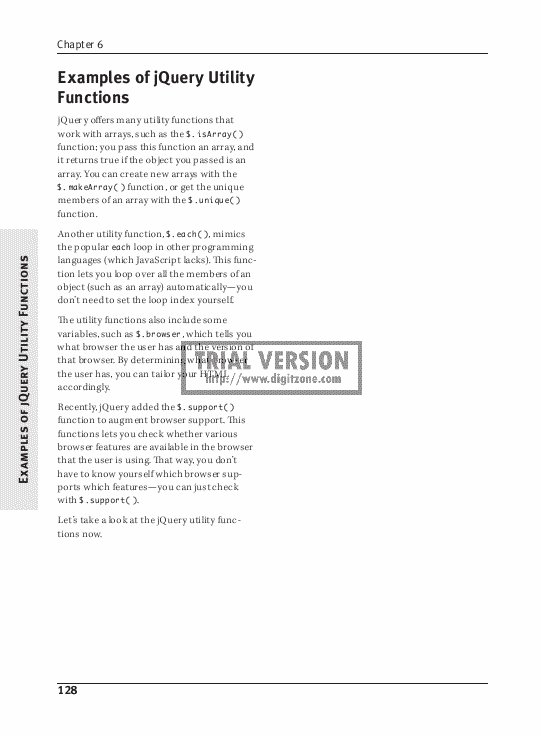 Chapter 6
Examples of jQuery Utility
Functions
jQuery offers many utility functions that
work with arrays, such as the $.isArray()
function; you pass this function an array, and
it returns true if the object you passed is an
array. You can create new arrays with the
$.makeArray() function, or get the unique
members of an array with the $.unique()
function.
Another utility function, $.each(), mimics
the popular each loop in other programming
languages (which JavaScript lacks). This func-
tion lets you loop over all the members of an
object (such as an array) automatically—you
don't need to set the loop index yourself.
The utility functions also include some
variables, such as $.browser, which tells you
what browser the user has and the version of
that browser. By determining what browser
the user has, you can tailor your HTML
accordingly.
TRIAL VERSION
http://www.digitzone.com
Recently, jQuery added the $.support()
function to augment browser support. This
functions lets you check whether various
browser features are available in the browser
that the user is using. That way, you don't
have to know yourself which browser sup-
ports which features—you can just check
with $.support().
Let's take a look at the jQuery utility func-
tions now.
Examples of jQuery Utility Functions
128